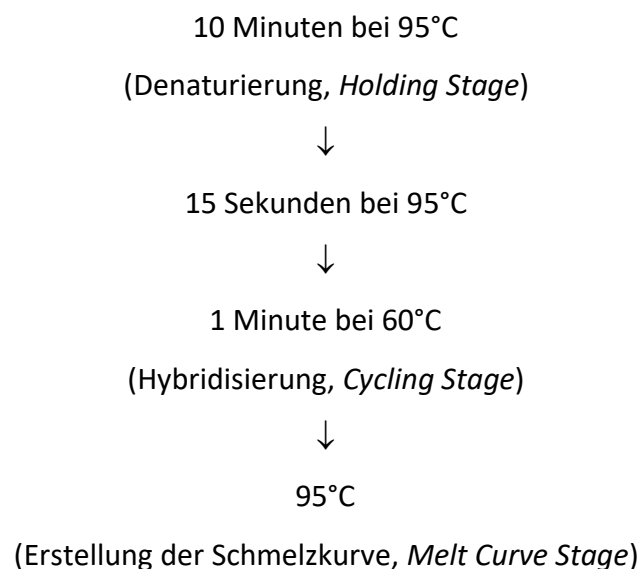 10 Minuten bei 95°C
(Denaturierung, Holding Stage)
↓
15 Sekunden bei 95°C
↓
1 Minute bei 60°C
(Hybridisierung, Cycling Stage)
↓
95°C
(Erstellung der Schmelzkurve, Melt Curve Stage)